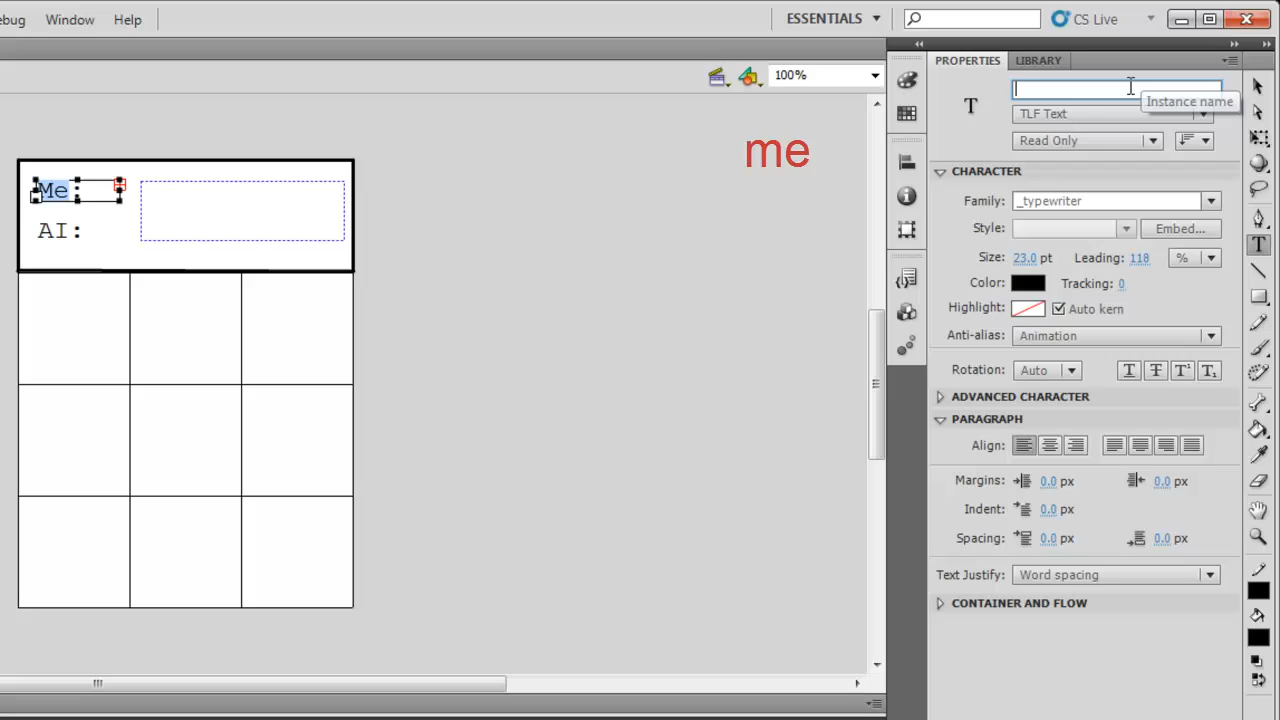 ebug Window Help ESSENTIALS CS Live
PROPERTIES LIBRARY
100%
T
Instance name
TLF Text
Read Only
me
Me:
AI:
CHARACTER
Family: _typewriter
Style: Embed...
Size: 23.0 pt Leading: 118 %
Color: Tracking: 0
Highlight: Auto kern
Anti-alias: Animation
Rotation: Auto T T T¹ T₁
ADVANCED CHARACTER
PARAGRAPH
Align:
Margins: 0.0 px 0.0 px
Indent: 0.0 px
Spacing: 0.0 px 0.0 px
Text Justify: Word spacing
CONTAINER AND FLOW